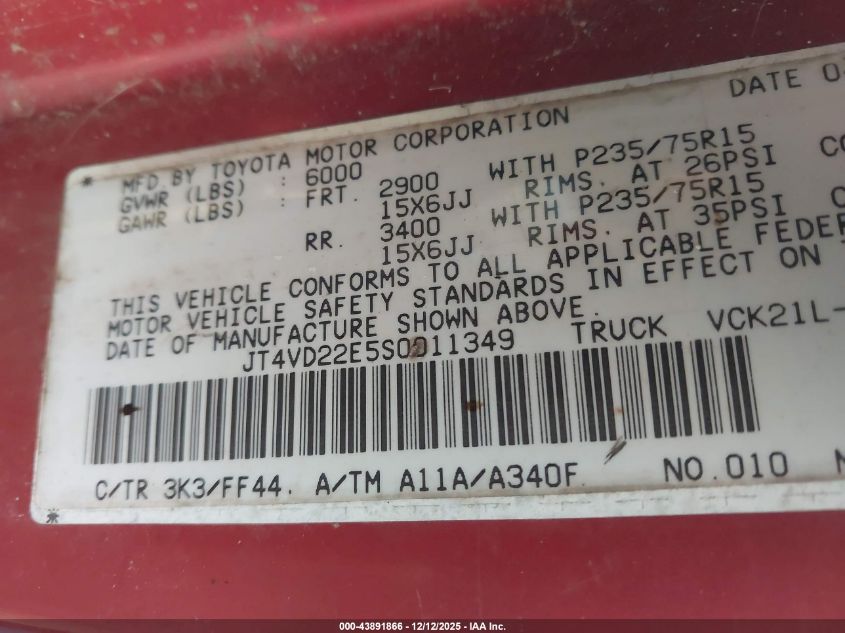 DATE 0
MFD. BY TOYOTA MOTOR CORPORATION
GVWR (LBS) : 6000
GAWR (LBS) : FRT. 2900 WITH P235/75R15
15X6JJ RIMS. AT 26PSI CO
RR. 3400 WITH P235/75R15
15X6JJ RIMS. AT 35PSI C
THIS VEHICLE CONFORMS TO ALL APPLICABLE FEDER
MOTOR VEHICLE SAFETY STANDARDS IN EFFECT ON
DATE OF MANUFACTURE SHOWN ABOVE.
JT4VD22E5S0011349 TRUCK VCK21L-
C/TR 3K3/FF44. A/TM A11A/A340F NO.010
000-43891866 - 12/12/2025 - IAA Inc.